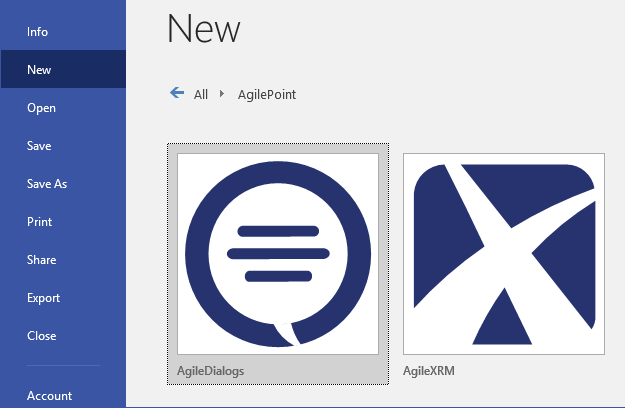 Info
New
Open
Save
Save As
Print
Share
Export
Close
Account
New
All AgilePoint
AgileDialogs
AgileXRM